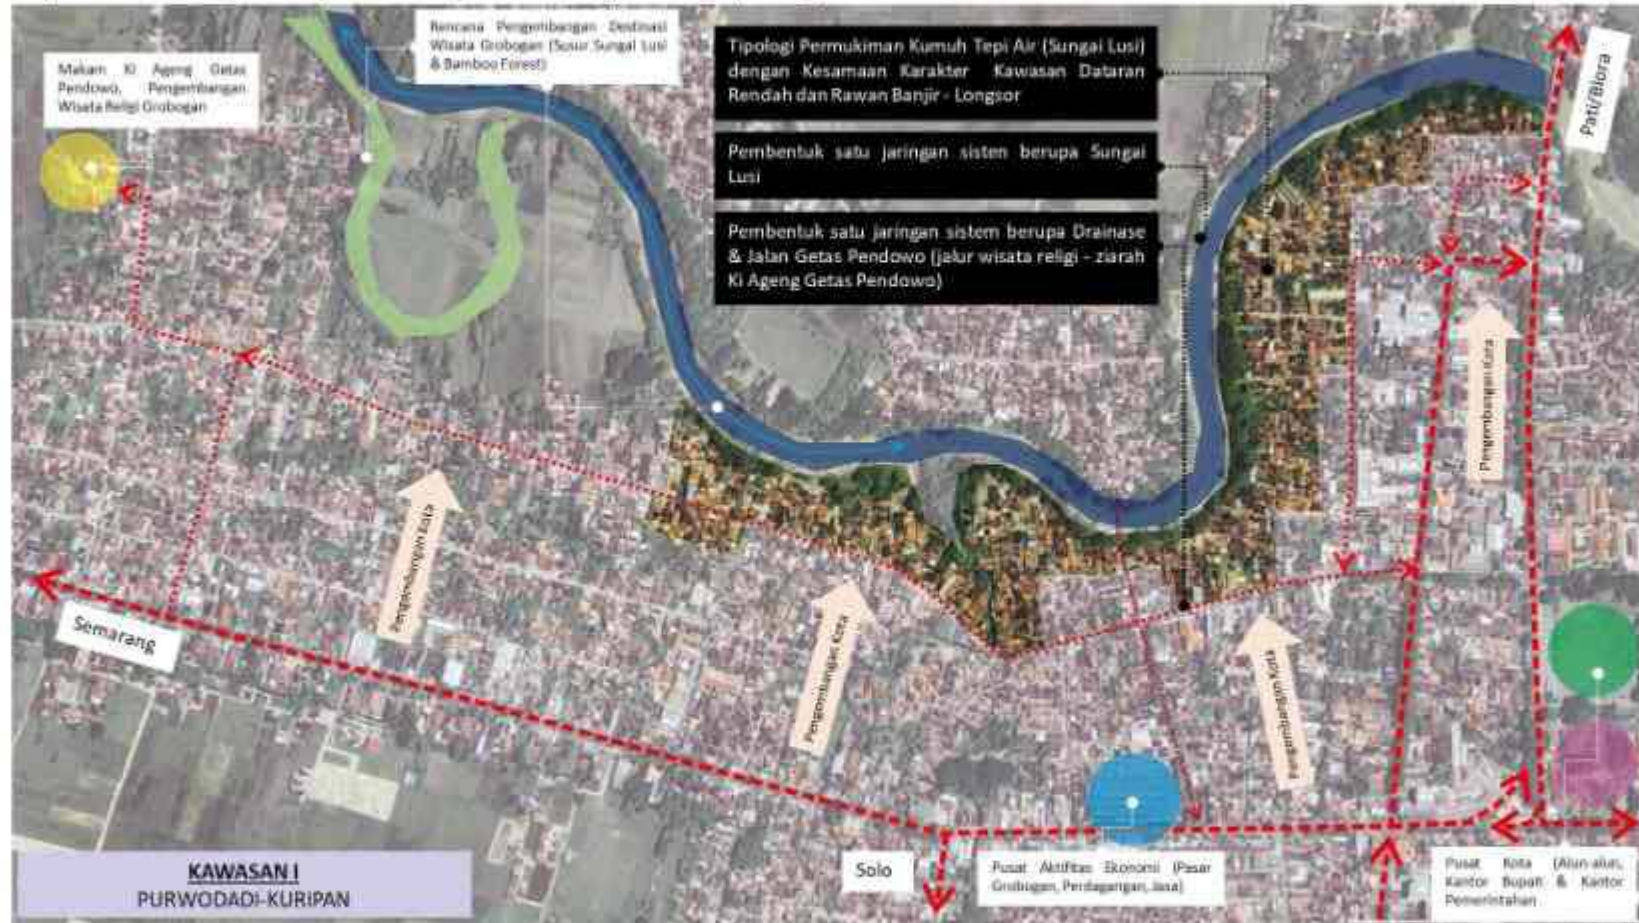 Makam Ki Ageng Getas
Pendowo, Pengembangan
Wisata Religi Grobogan
Rencana Pengembangan Destinasi
Wisata Grobogan (Susur Sungai Lusi
& Bamboo Forest)
Tipologi Permukiman Kumuh Tepi Air (Sungai Lusi)
dengan Kesamaan Karakter Kawasan Dataran
Rendah dan Rawan Banjir - Longsor
Pembentuk satu jaringan sisten berupa Sungai
Lusi
Pembentuk satu jaringan sistem berupa Drainase
& Jalan Getas Pendowo (jalur wisata religi – ziarah
Ki Ageng Getas Pendowo)
Pati/Blora
Pengembangan Kota
Pengembangan Kota
Pengembangan Kota
Pengembangan Kota
Semarang
Solo
Pusat Aktifitas Ekonomi (Pasar
Grobogan, Perdagangan, Jasa)
Pusat Kota (Alun-alun,
Kantor Bupati & Kantor
Pemerintahan
KAWASAN I
PURWODADI-KURIPAN